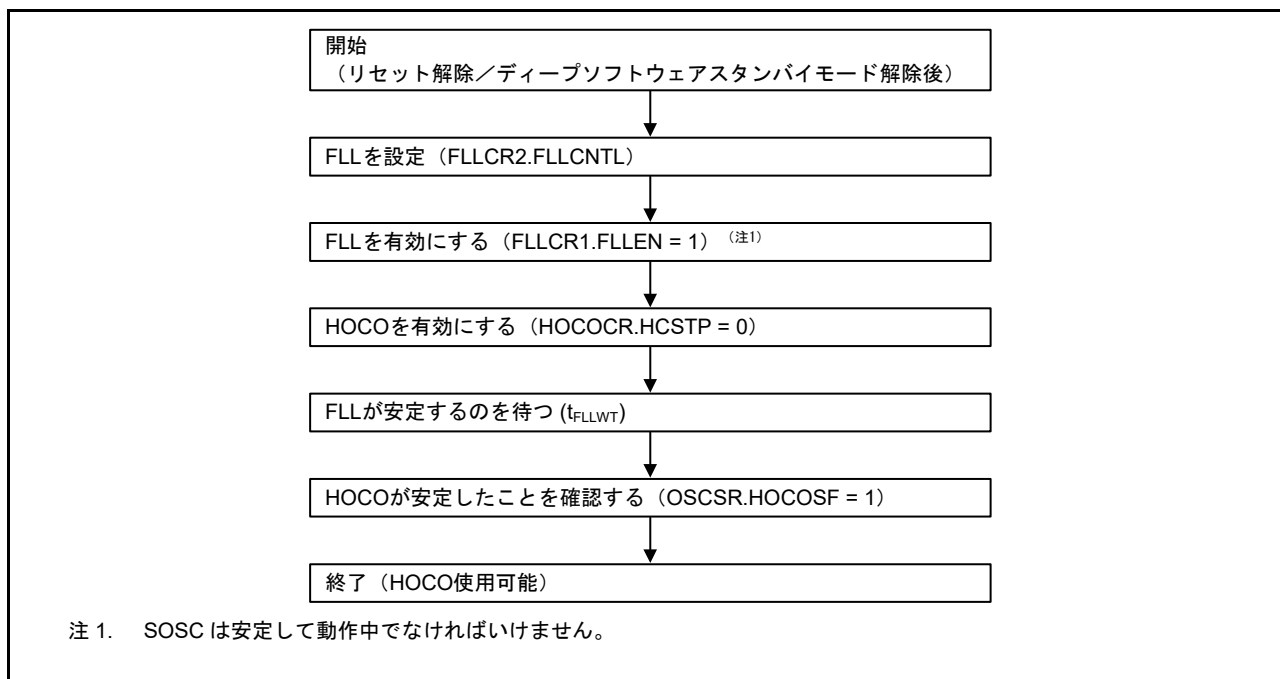 開始
（リセット解除／ディープソフトウェアスタンバイモード解除後）
FLLを設定（FLLCR2.FLLCNTL）
FLLを有効にする（FLLCR1.FLLEN = 1）（注1）
HOCOを有効にする（HOCOCR.HCSTP = 0）
FLLが安定するのを待つ (tFLLWT)
HOCOが安定したことを確認する（OSCSR.HOCOSF = 1）
終了（HOCO使用可能）
注 1. SOSC は安定して動作中でなければいけません。